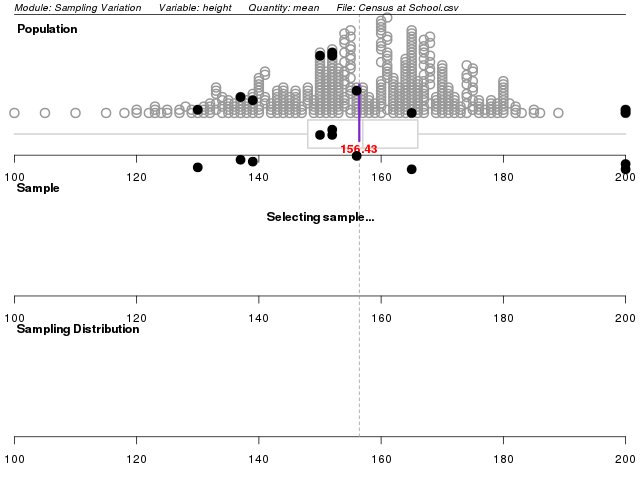 Module: Sampling Variation Variable: height Quantity: mean File: Census at School.csv
Population
156.43
100 120 140 160 180 200
Sample
Selecting sample...
100 120 140 160 180 200
Sampling Distribution
100 120 140 160 180 200